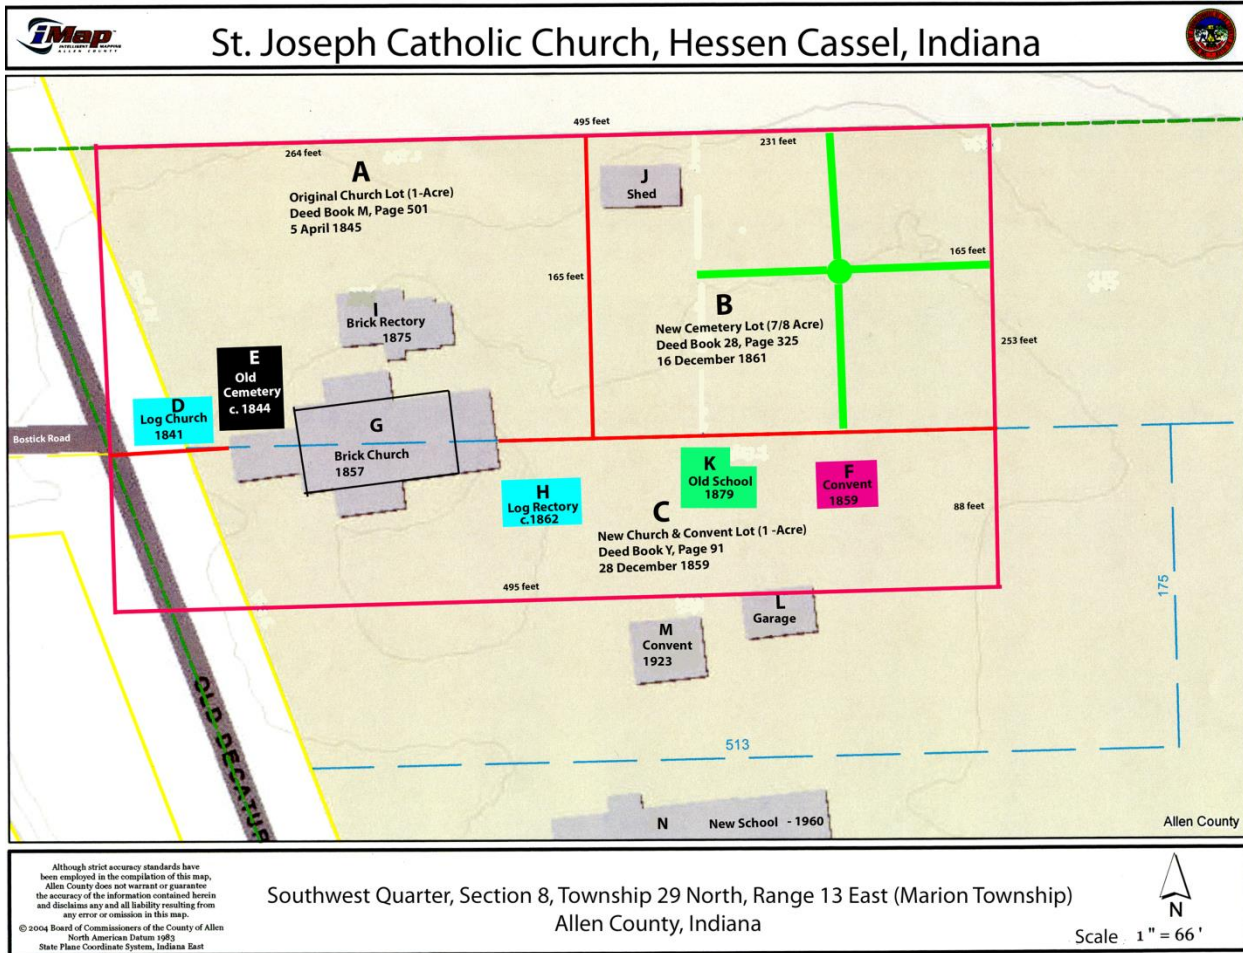 iMap
INTELLIGENT MAPPING
ALLEN COUNTY
St. Joseph Catholic Church, Hessen Cassel, Indiana
495 feet
264 feet
231 feet
A
Original Church Lot (1-Acre)
Deed Book M, Page 501
5 April 1845
J
Shed
165 feet
165 feet
B
New Cemetery Lot (7/8 Acre)
Deed Book 28, Page 325
16 December 1861
I
Brick Rectory
1875
253 feet
E
Old
Cemetery
c. 1844
D
Log Church
1841
Bostick Road
G
Brick Church
1857
K
Old School
1879
F
Convent
1859
H
Log Rectory
c.1862
88 feet
C
New Church & Convent Lot (1 -Acre)
Deed Book Y, Page 91
28 December 1859
495 feet
175
L
Garage
M
Convent
1923
OLD DECATUR
513
N New School - 1960
Allen County
Although strict accuracy standards have
been employed in the compilation of this map,
Allen County does not warrant or guarantee
the accuracy of the information contained herein
and disclaims any and all liability resulting from
any error or omission in this map.
© 2004 Board of Commissioners of the County of Allen
North American Datum 1983
State Plane Coordinate System, Indiana East
Southwest Quarter, Section 8, Township 29 North, Range 13 East (Marion Township)
Allen County, Indiana
N
Scale 1" = 66'